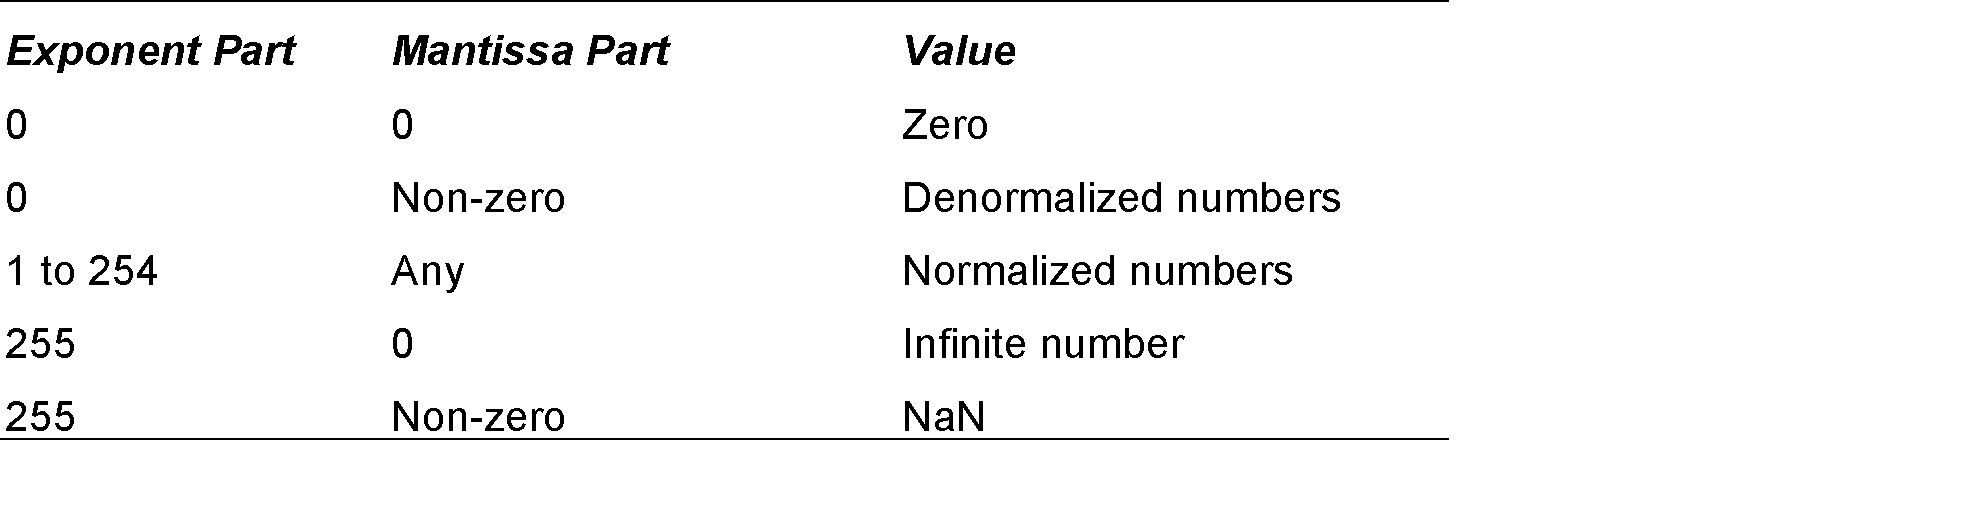 Exponent Part Mantissa Part Value
0 0 Zero
0 Non-zero Denormalized numbers
1 to 254 Any Normalized numbers
255 0 Infinite number
255 Non-zero NaN